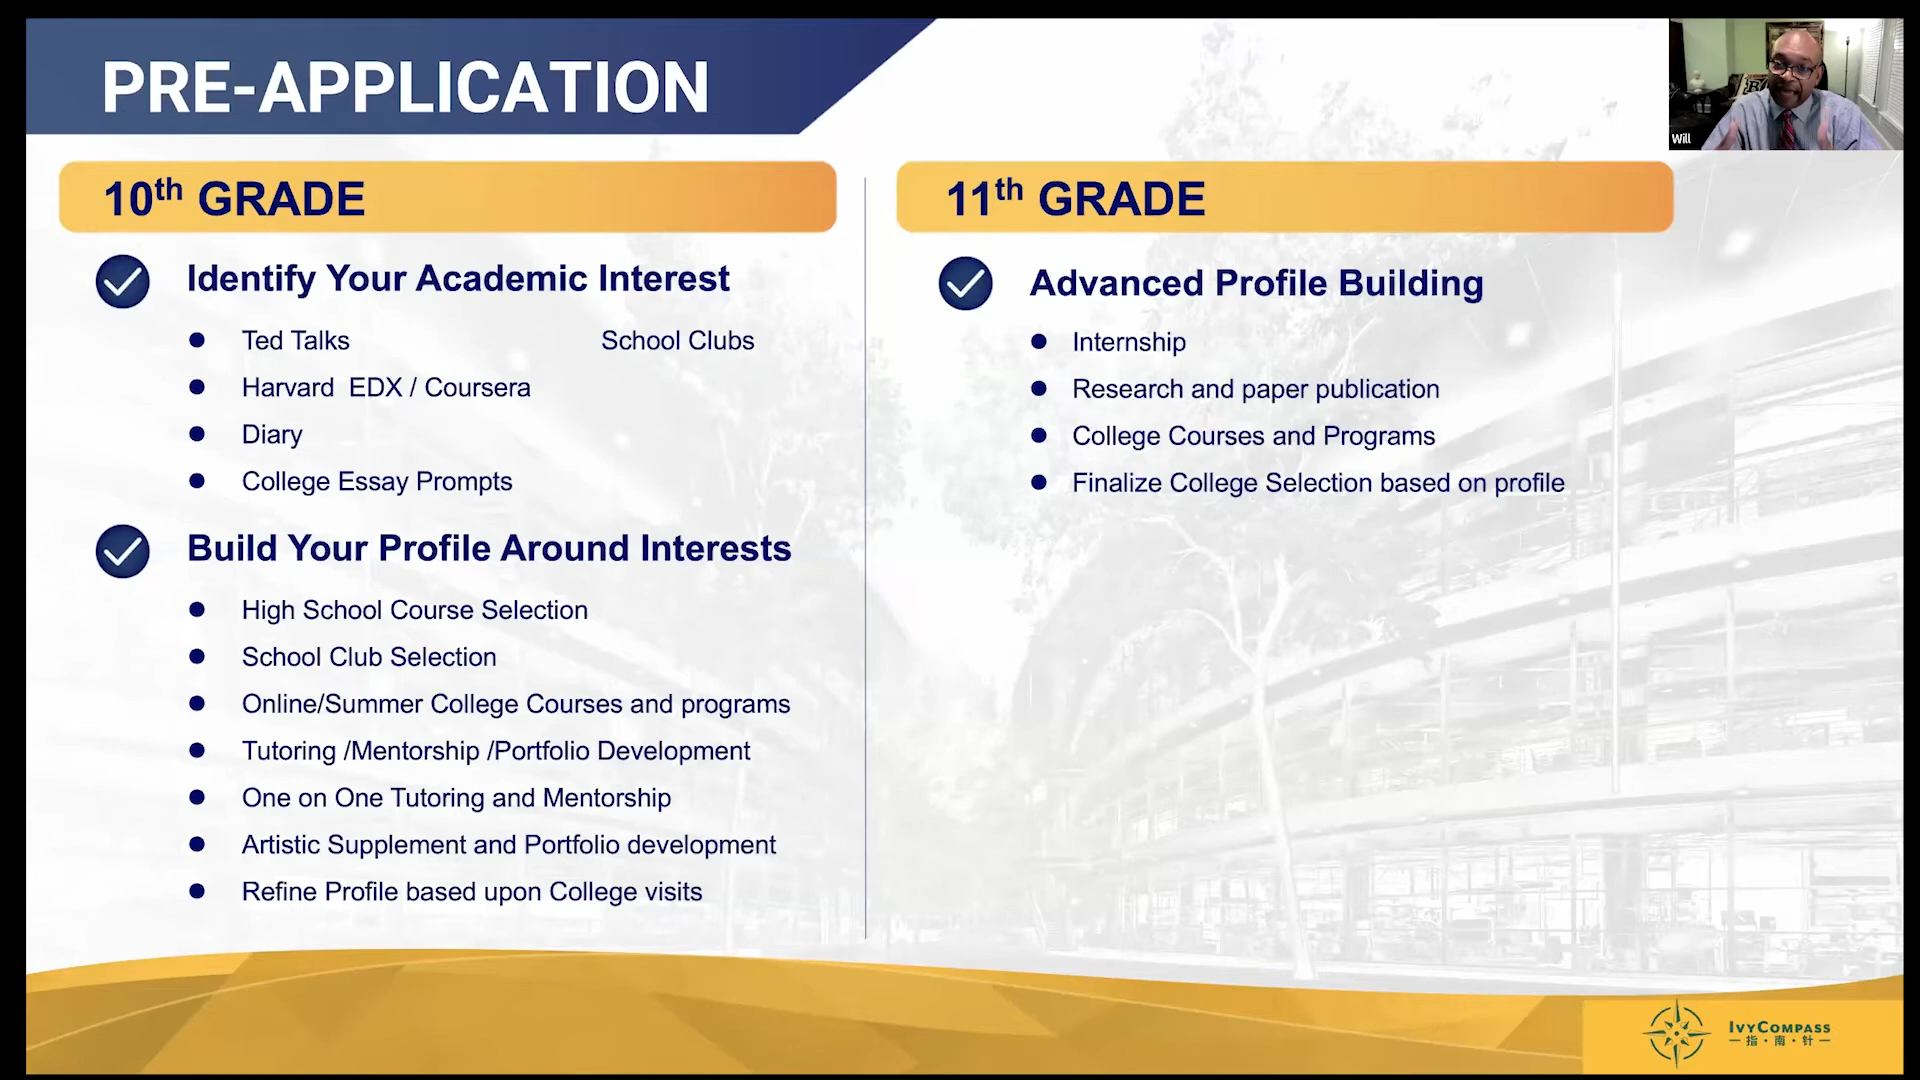 PRE-APPLICATION
Will
10th GRADE
Identify Your Academic Interest
Ted Talks School Clubs
Harvard EDX / Coursera
Diary
College Essay Prompts
Build Your Profile Around Interests
High School Course Selection
School Club Selection
Online/Summer College Courses and programs
Tutoring /Mentorship /Portfolio Development
One on One Tutoring and Mentorship
Artistic Supplement and Portfolio development
Refine Profile based upon College visits
11th GRADE
Advanced Profile Building
Internship
Research and paper publication
College Courses and Programs
Finalize College Selection based on profile
IVYCOMPASS
指·南·针